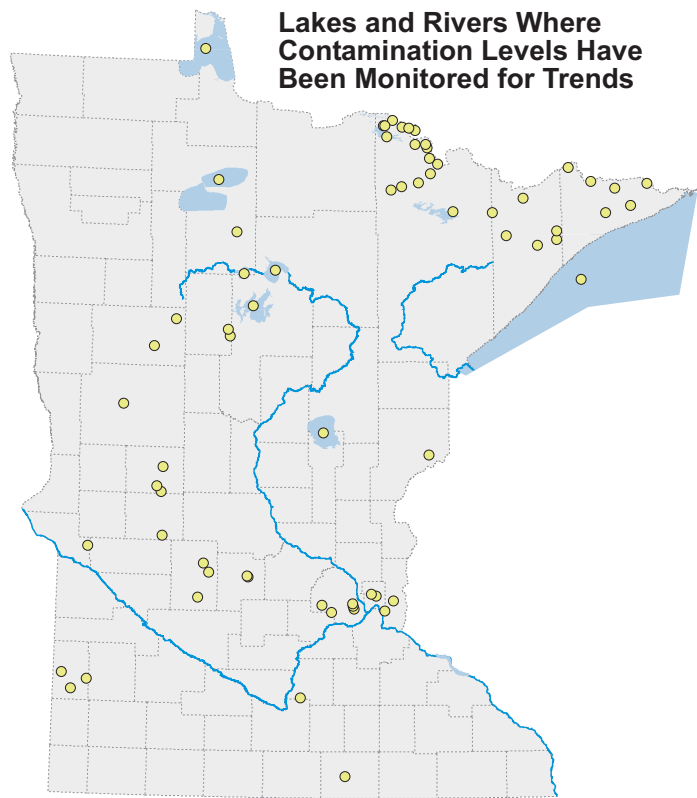 Lakes and Rivers Where
Contamination Levels Have
Been Monitored for Trends